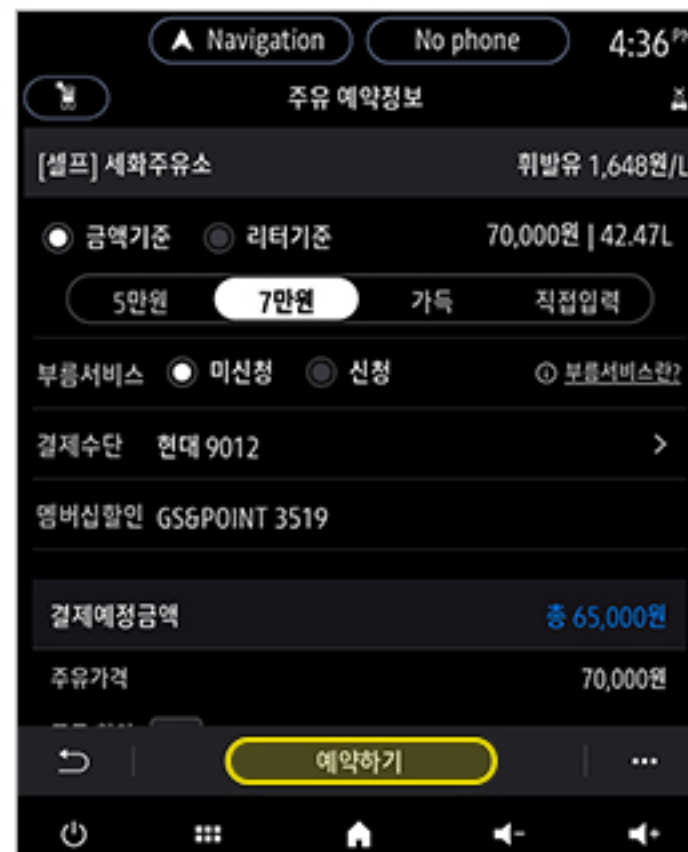 Navigation No phone 4:36 PM
주유 예약정보
[셀프] 세화주유소 휘발유 1,648원/L
금액기준 리터기준 70,000원 | 42.47L
5만원 7만원 가득 직접입력
부름서비스 미신청 신청 부름서비스란?
결제수단 현대 9012
멤버십할인 GS&POINT 3519
결제예정금액 총 65,000원
주유가격 70,000원
예약하기